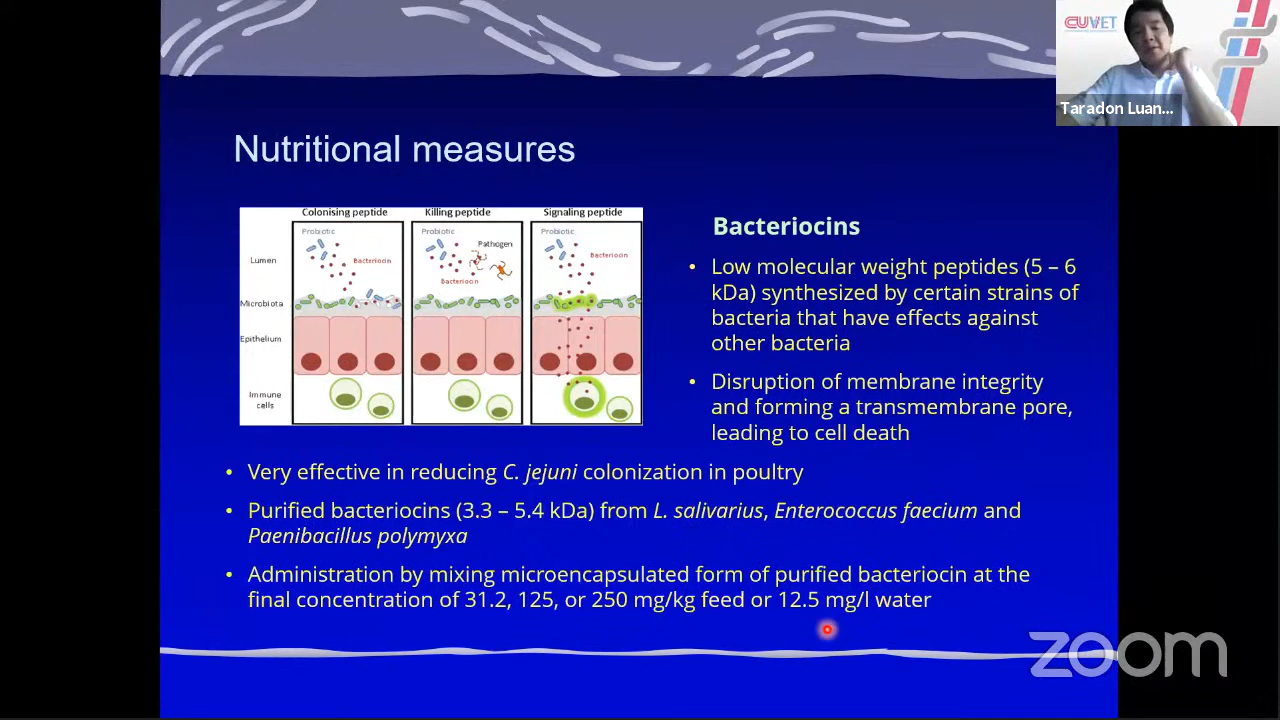 CUVET
Taradon Luan...
Nutritional measures
Colonising peptide
Killing peptide
Signaling peptide
Probiotic
Probiotic
Probiotic
Pathogen
Lumen
Bacteriocin
Bacteriocin
Bacteriocin
Microbiota
Epithelium
Immune
cells
Bacteriocins
• Low molecular weight peptides (5 – 6
kDa) synthesized by certain strains of
bacteria that have effects against
other bacteria
• Disruption of membrane integrity
and forming a transmembrane pore,
leading to cell death
• Very effective in reducing C. jejuni colonization in poultry
• Purified bacteriocins (3.3 – 5.4 kDa) from L. salivarius, Enterococcus faecium and
Paenibacillus polymyxa
• Administration by mixing microencapsulated form of purified bacteriocin at the
final concentration of 31.2, 125, or 250 mg/kg feed or 12.5 mg/l water
zoom